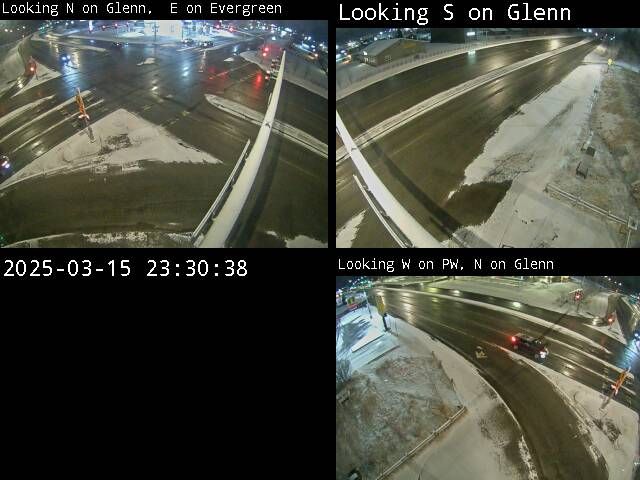 Looking N on Glenn,  E on Evergreen
Looking S on Glenn
2025-03-15 23:30:38
Looking W on PW, N on Glenn